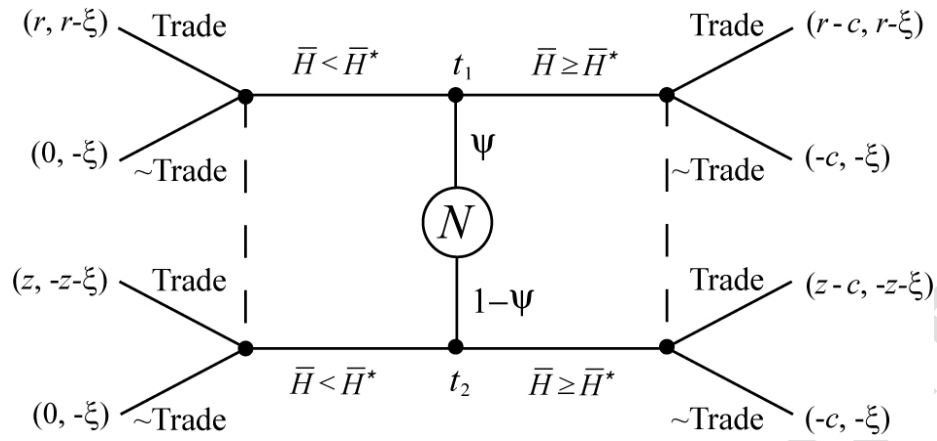 (r, r-ξ) Trade Trade (r - c, r-ξ)
H̅ < H̅* t₁ H̅ ≥ H̅*
(0, -ξ) ~Trade ψ ~Trade (-c, -ξ)
N
(z, -z-ξ) Trade Trade (z - c, -z-ξ)
1-ψ
H̅ < H̅* t₂ H̅ ≥ H̅*
(0, -ξ) ~Trade ~Trade (-c, -ξ)